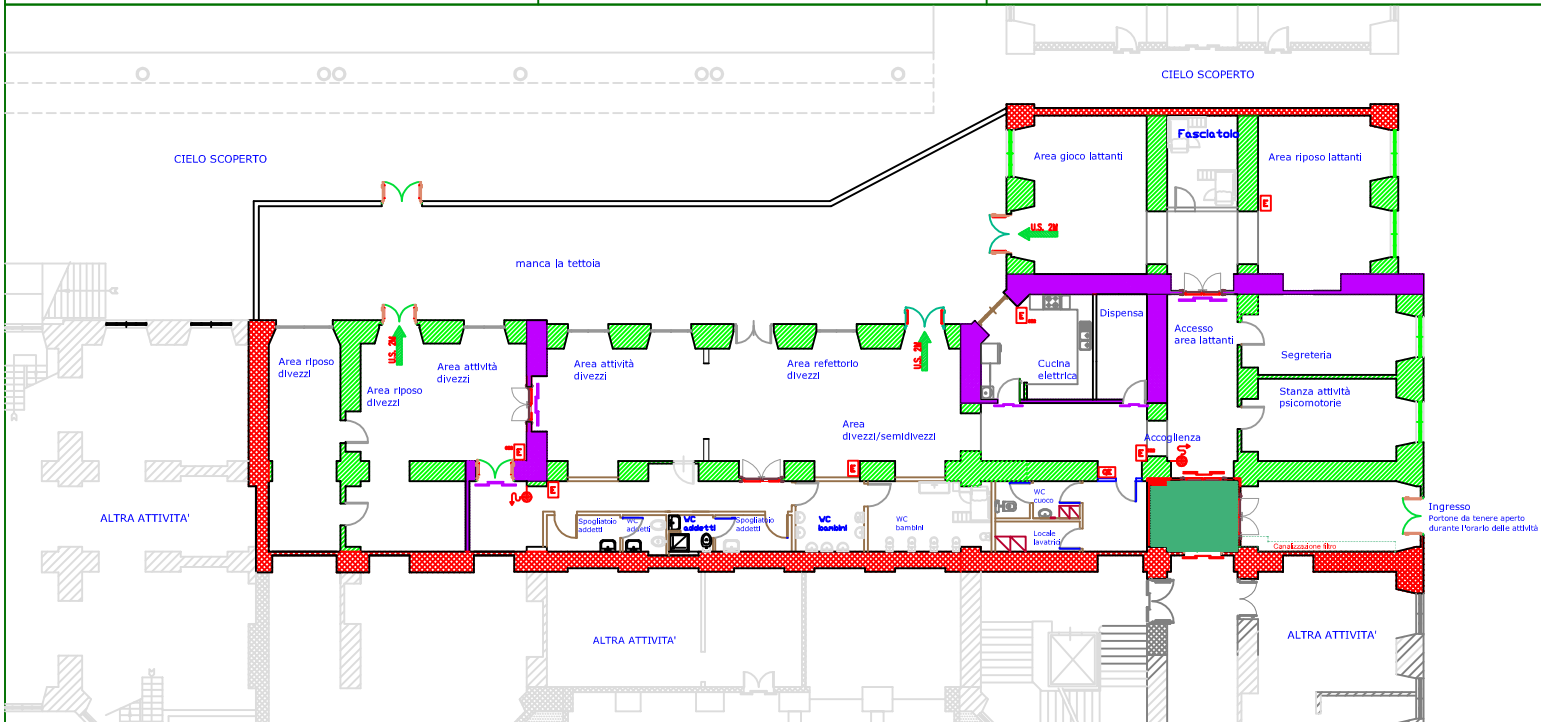 CIELO SCOPERTO
CIELO SCOPERTO
Fasciatoio
Area gioco lattanti
Area riposo lattanti
U.S. 2M
manca la tettoia
Dispensa
Accesso
area lattanti
Segreteria
Cucina
elettrica
Area riposo
divezzi
U.S. 2M
Area attività
divezzi
Area attività
divezzi
Area refettorio
divezzi
U.S. 2M
Area riposo
divezzi
Stanza attività
psicomotorie
Area
divezzi/semidivezzi
Accoglienza
ALTRA ATTIVITA'
Spogliatoio
addetti
WC
addetti
WC
addetti
Spogliatoio
addetti
WC
bambini
WC
bambini
WC
cuoco
Locale
lavatrici
Ingresso
Portone da tenere aperto
durante l'orario delle attività
Canalizzazione filtro
ALTRA ATTIVITA'
ALTRA ATTIVITA'